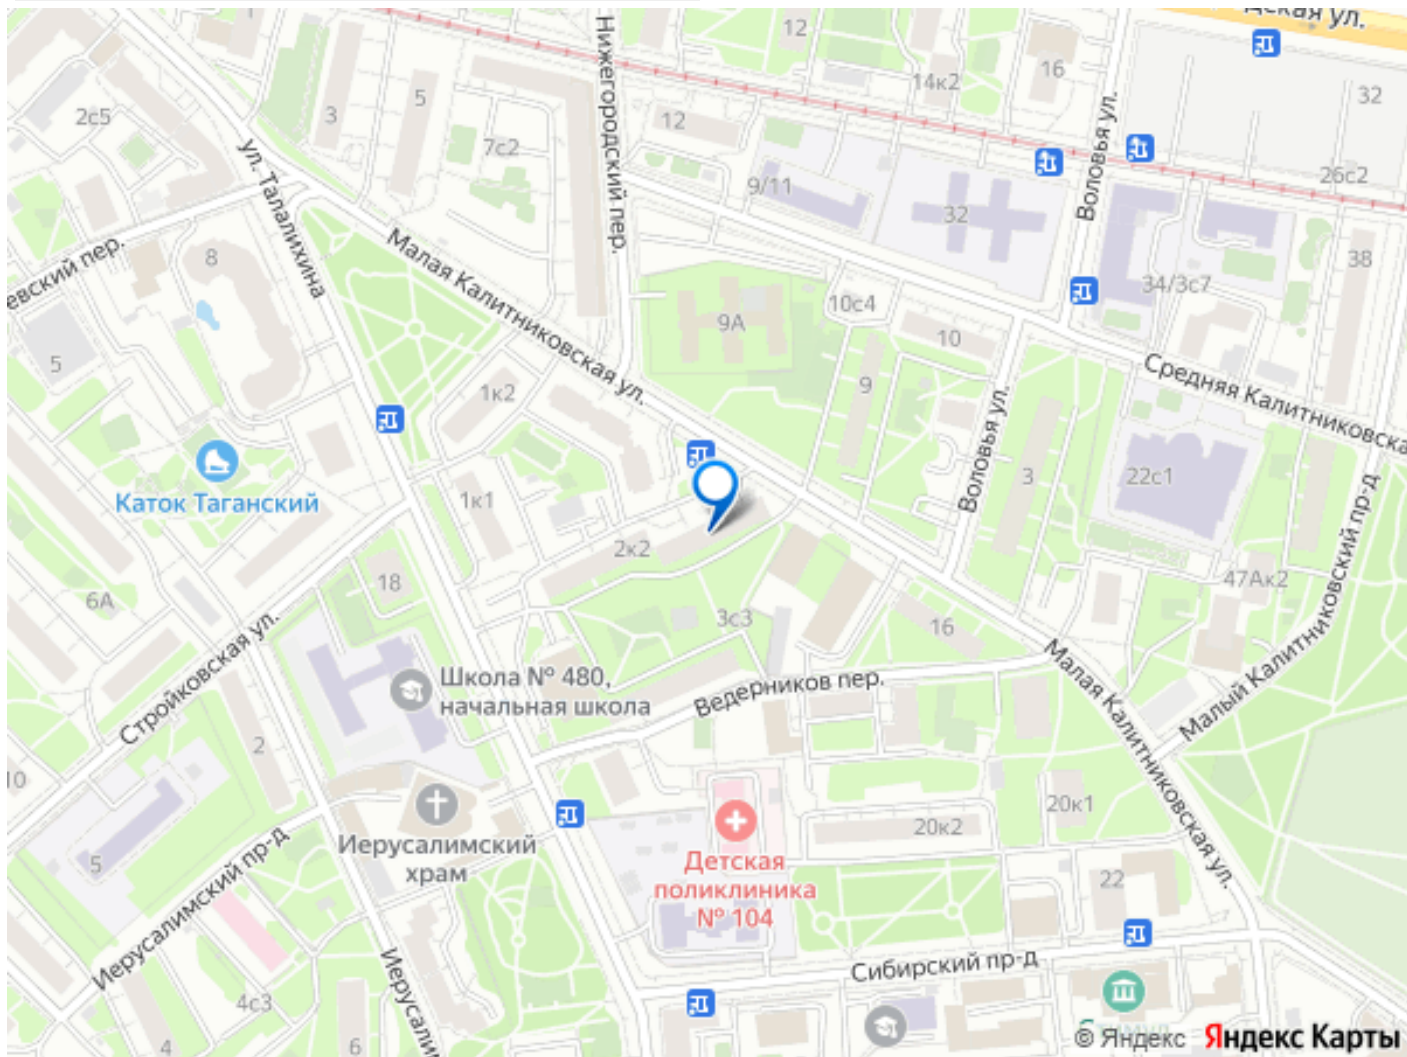 12
16
14к2
32
2с5
5
3
7с2
12
Нижегородский пер.
Воловья ул.
26с2
ул. Талалихина
9/11
32
Малая Калитниковская ул.
8
34/3с7
38
10с4
9А
10
5
9
1к2
Средняя Калитниковская
Воловья ул.
3
22с1
Каток Таганский
1к1
2к2
18
6А
47Ак2
Малый Калитниковский пр-д
3с3
16
Стройковская ул.
Школа № 480,
начальная школа
Ведерников пер.
Малая Калитниковская ул.
2
10
20к1
20к2
Иерусалимский
храм
5
Детская
поликлиника
№ 104
22
Иерусалимский пр-д
4с3
Сибирский пр-д
4
6
© Яндекс Яндекс Карты